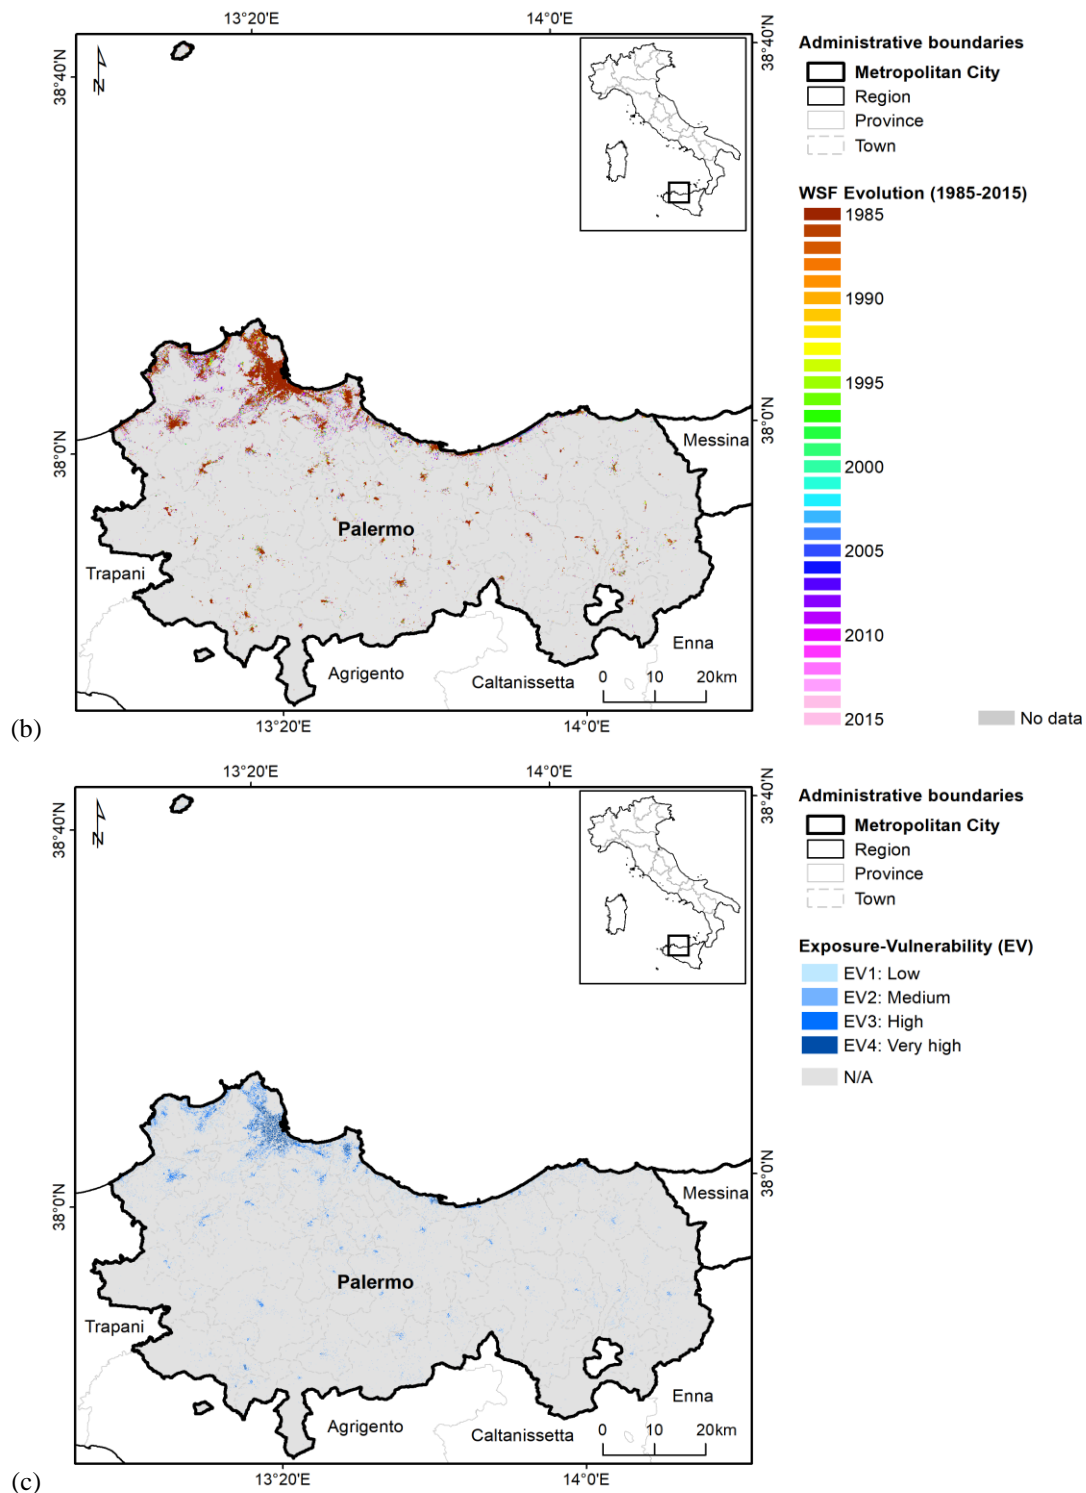 13°20'E
14°0'E
38°40'N
38°40'N
N
38°0'N
38°0'N
Messina
Palermo
Trapani
Enna
Agrigento
Caltanissetta
0 10 20km
13°20'E
14°0'E
(b)
Administrative boundaries
Metropolitan City
Region
Province
Town
WSF Evolution (1985-2015)
1985
1990
1995
2000
2005
2010
2015
No data
13°20'E
14°0'E
38°40'N
38°40'N
N
38°0'N
38°0'N
Messina
Palermo
Trapani
Enna
Agrigento
Caltanissetta
0 10 20km
13°20'E
14°0'E
(c)
Administrative boundaries
Metropolitan City
Region
Province
Town
Exposure-Vulnerability (EV)
EV1: Low
EV2: Medium
EV3: High
EV4: Very high
N/A